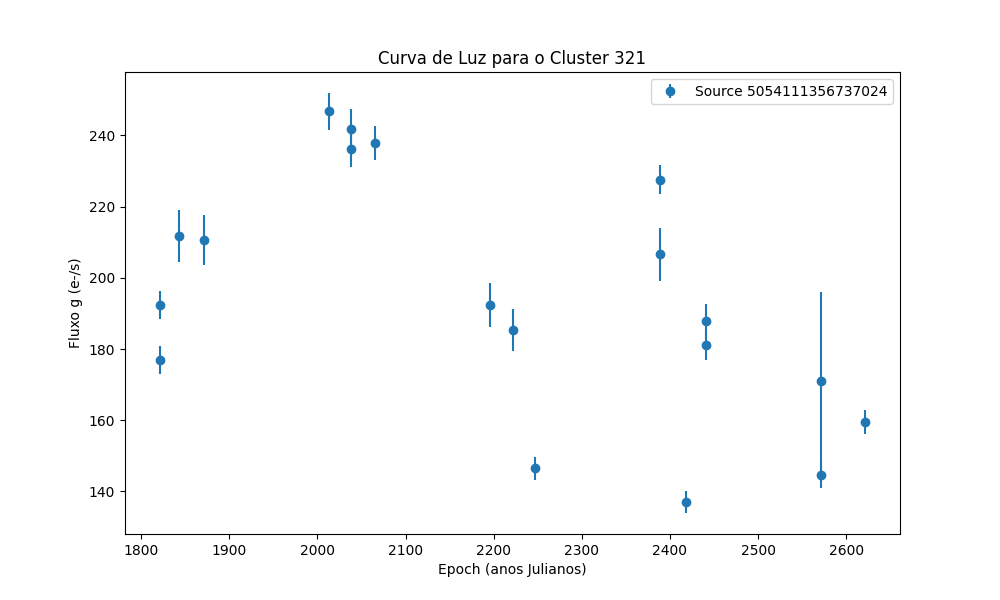 Curva de Luz para o Cluster 321
Source 5054111356737024
Fluxo g (e-/s)
240
220
200
180
160
140
1800 1900 2000 2100 2200 2300 2400 2500 2600
Epoch (anos Julianos)